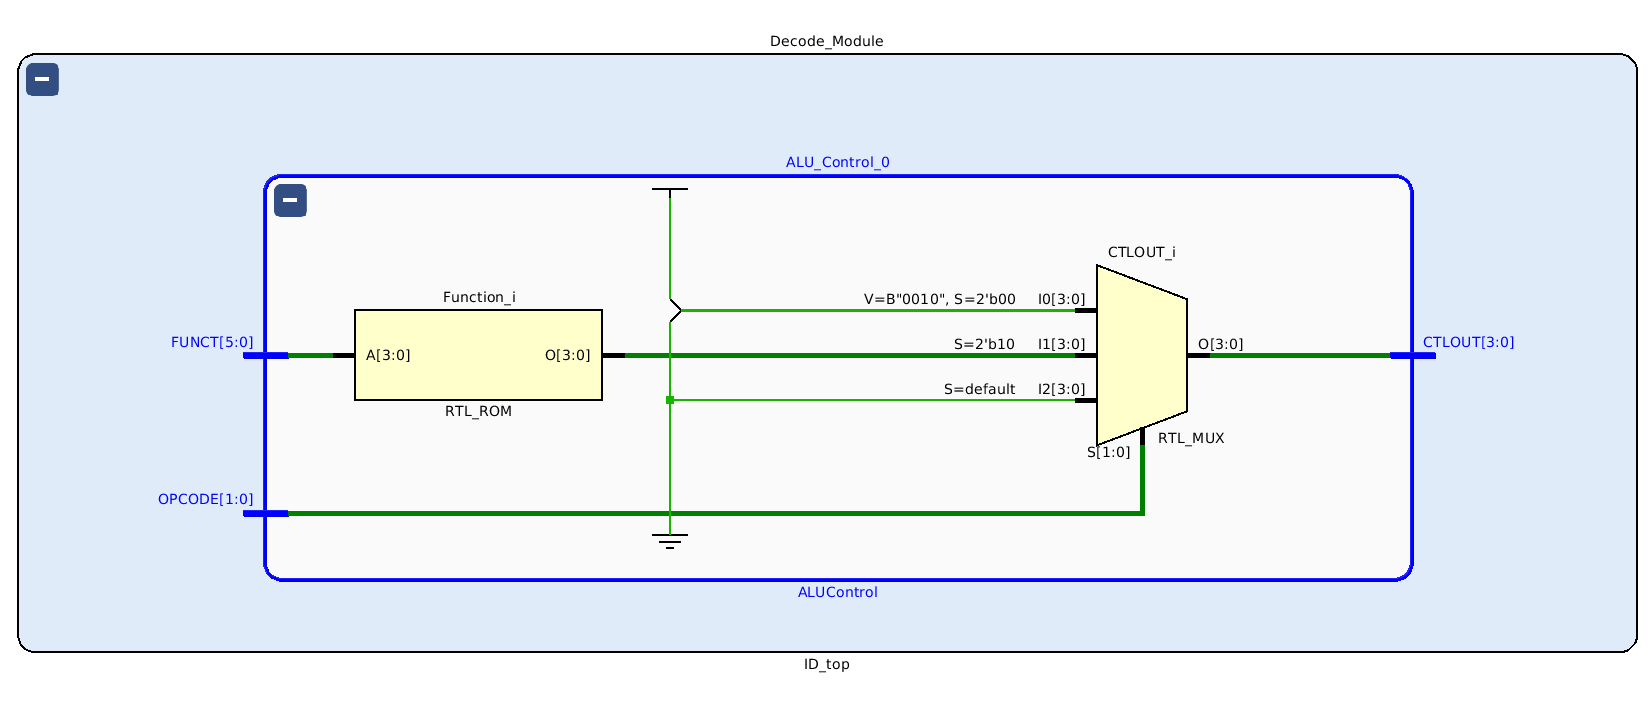 Decode_Module
ALU_Control_0
CTLOUT_i
Function_i
V=B"0010", S=2'b00 I0[3:0]
FUNCT[5:0]
A[3:0] O[3:0]
S=2'b10 I1[3:0]
O[3:0]
CTLOUT[3:0]
S=default I2[3:0]
RTL_ROM
RTL_MUX
S[1:0]
OPCODE[1:0]
ALUControl
ID_top